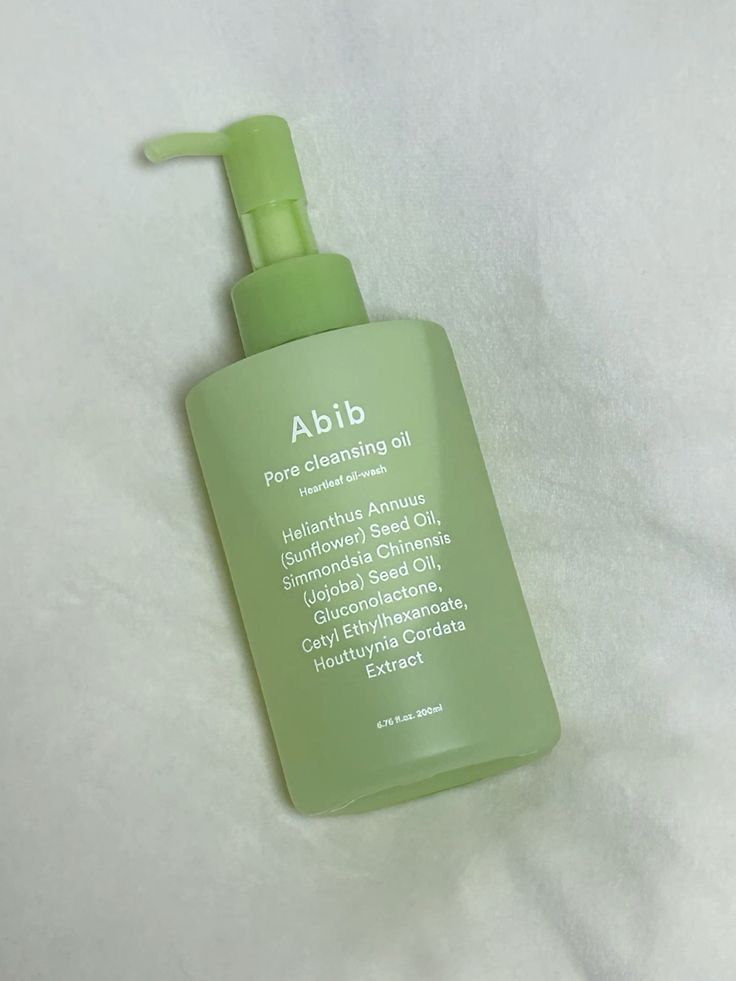 Abib
Pore cleansing oil
Heartleaf oil-wash
Helianthus Annuus
(Sunflower) Seed Oil,
Simmondsia Chinensis
(Jojoba) Seed Oil,
Gluconolactone,
Cetyl Ethylhexanoate,
Houttuynia Cordata
Extract
6.76 fl.oz. 200ml